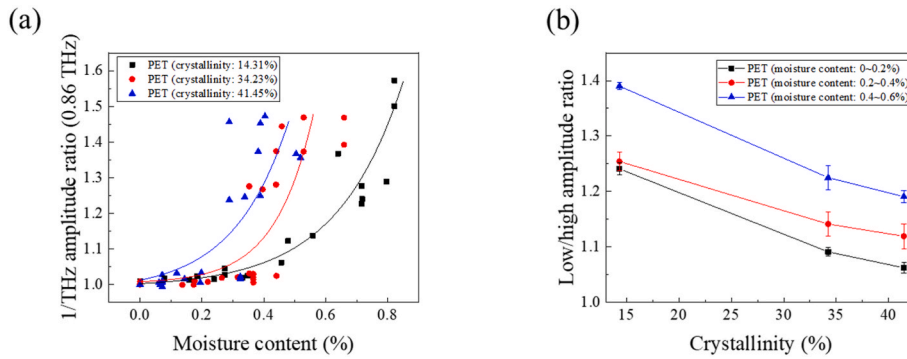 (a)
1/THz amplitude ratio (0.86 THz)
1.6
1.5
1.4
1.3
1.2
1.1
1.0
PET (crystallinity: 14.31%)
PET (crystallinity: 34.23%)
PET (crystallinity: 41.45%)
0.0 0.2 0.4 0.6 0.8
Moisture content (%)
(b)
Low/high amplitude ratio
1.4
1.3
1.2
1.1
1.0
PET (moisture content: 0~0.2%)
PET (moisture content: 0.2~0.4%)
PET (moisture content: 0.4~0.6%)
15 20 25 30 35 40
Crystallinity (%)